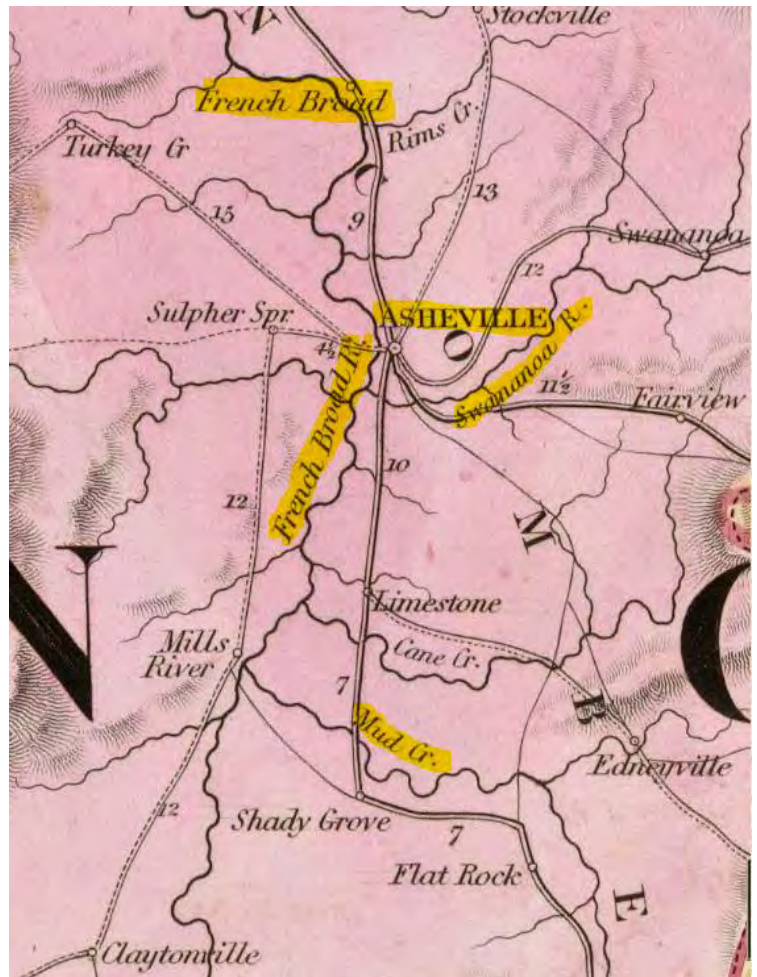 N
Stockville
French Broad
Rims Cr.
Turkey Cr
C
15
9
13
Swananoa
12
Sulpher Spr.
ASHEVILLE
4½
O
Swananoa R.
French Broad R.
11½
Fairview
10
12
M
Limestone
N
C
Mills
River
Cane Cr.
7
B
Mud Cr.
Edneyville
12
Shady Grove
7
Flat Rock
E
Claytonville